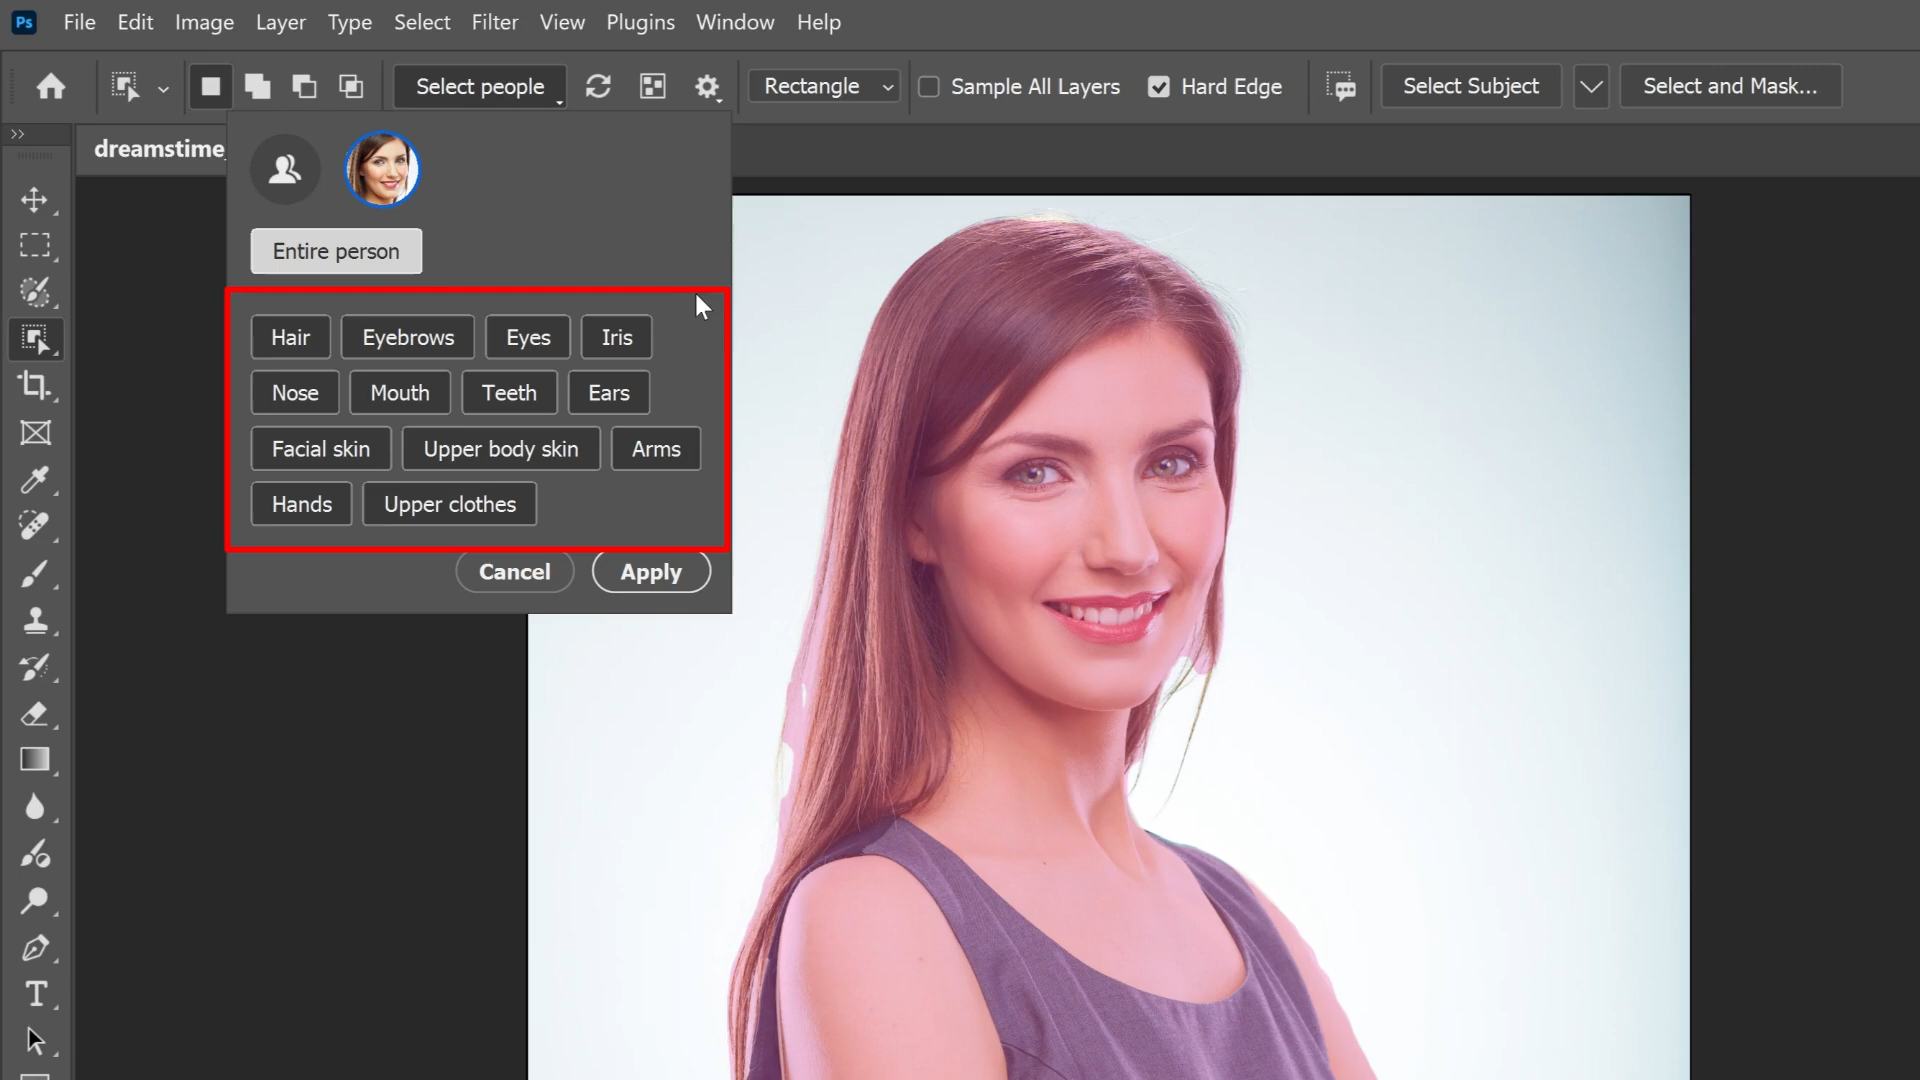 Ps File Edit Image Layer Type Select Filter View Plugins Window Help
Select people Rectangle Sample All Layers Hard Edge Select Subject Select and Mask...
dreamstime_
Entire person
Hair Eyebrows Eyes Iris
Nose Mouth Teeth Ears
Facial skin Upper body skin Arms
Hands Upper clothes
Cancel Apply